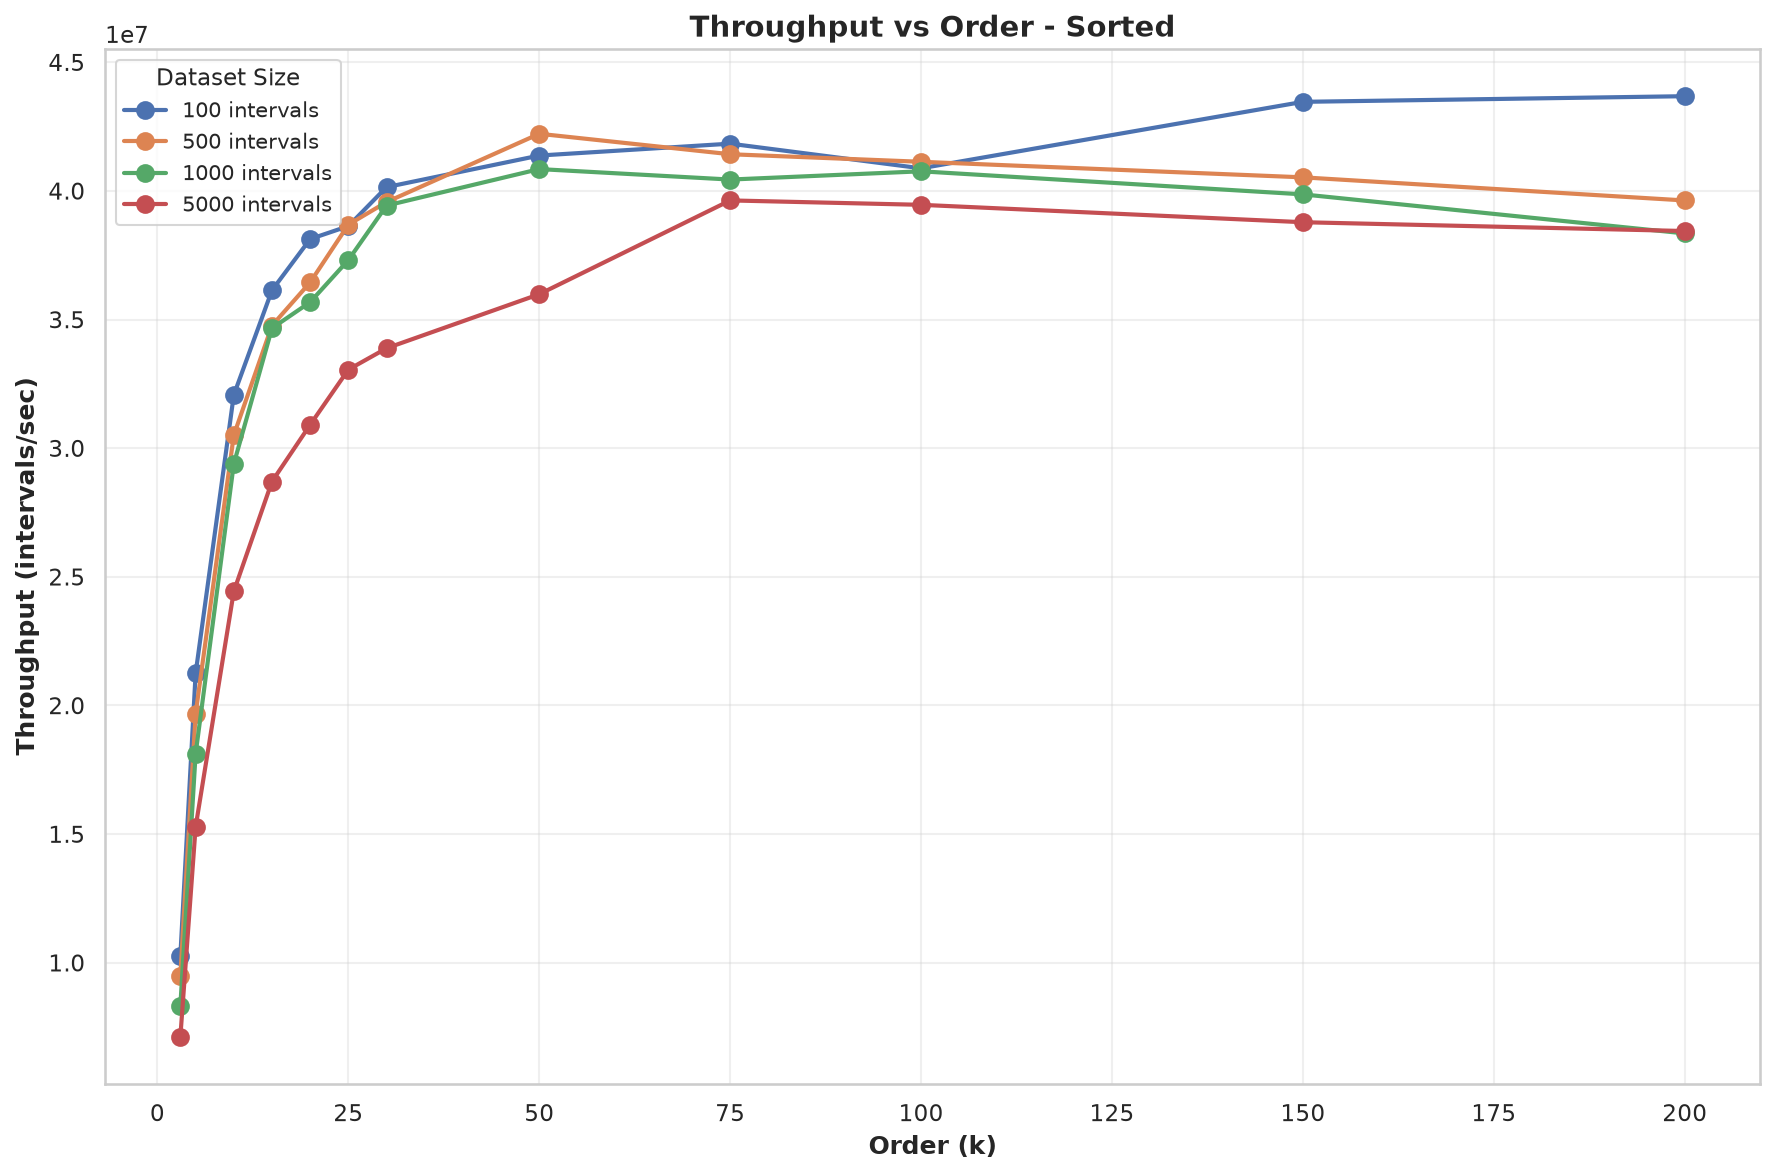 Throughput vs Order - Sorted
1e7
4.5
4.0
3.5
3.0
2.5
2.0
1.5
1.0
Throughput (intervals/sec)
Dataset Size
100 intervals
500 intervals
1000 intervals
5000 intervals
0 25 50 75 100 125 150 175 200
Order (k)